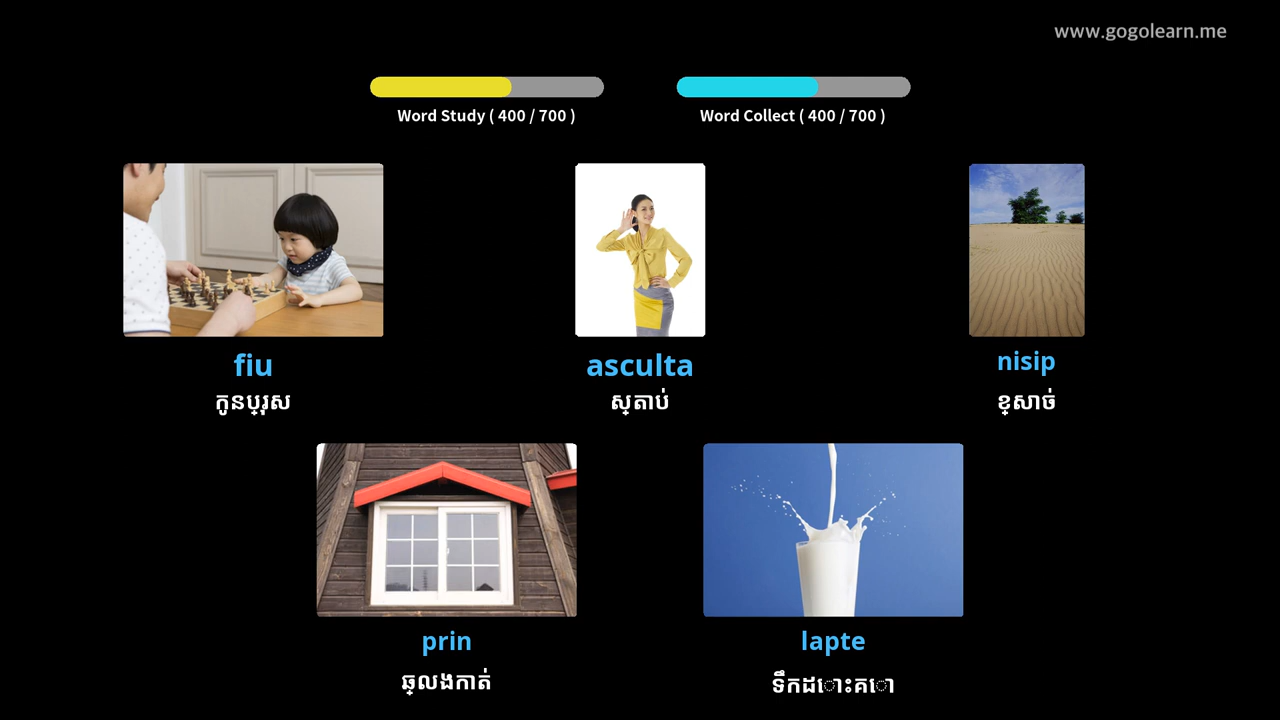 www.gogolearn.me
Word Study ( 400 / 700 )
Word Collect ( 400 / 700 )
fiu
កូនប្រុស
asculta
ស្តាប់
nisip
ខ្សាច់
prin
ឆ្លងកាត់
lapte
ទឹកដោះគោ